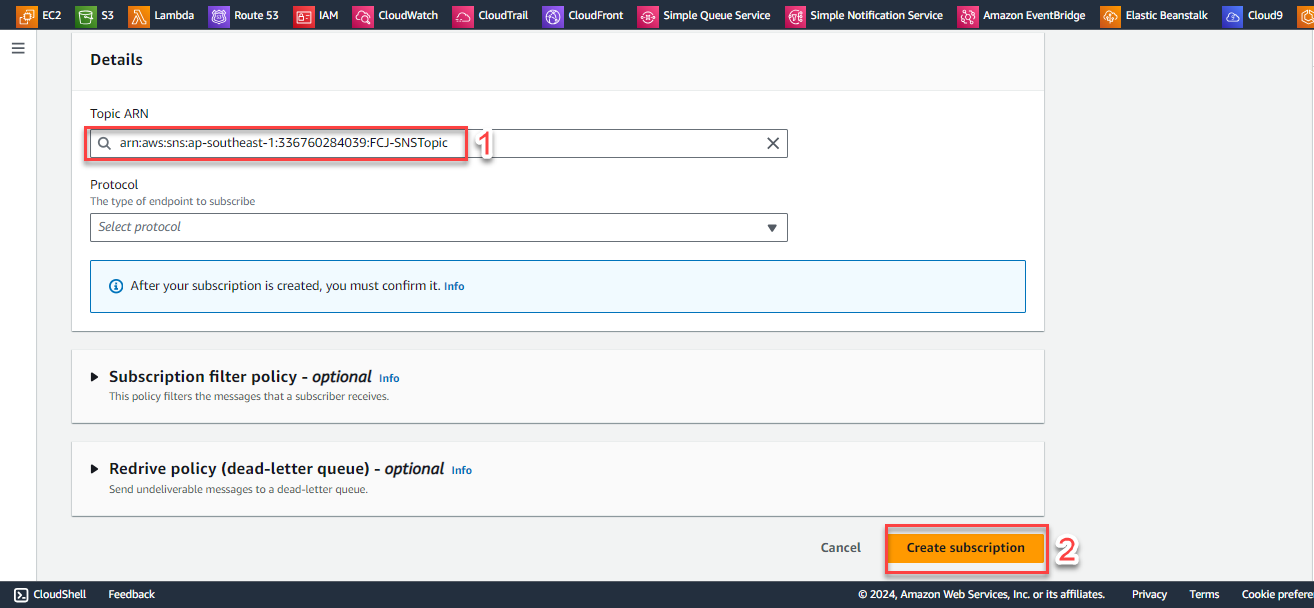 EC2 S3 Lambda Route 53 IAM CloudWatch CloudTrail CloudFront Simple Queue Service Simple Notification Service Amazon EventBridge Elastic Beanstalk Cloud9
Details
Topic ARN
arn:aws:sns:ap-southeast-1:336760284039:FCJ-SNSTopic 1
Protocol
The type of endpoint to subscribe
Select protocol
After your subscription is created, you must confirm it. Info
Subscription filter policy - optional Info
This policy filters the messages that a subscriber receives.
Redrive policy (dead-letter queue) - optional Info
Send undeliverable messages to a dead-letter queue.
Cancel Create subscription 2
CloudShell Feedback © 2024, Amazon Web Services, Inc. or its affiliates. Privacy Terms Cookie prefere